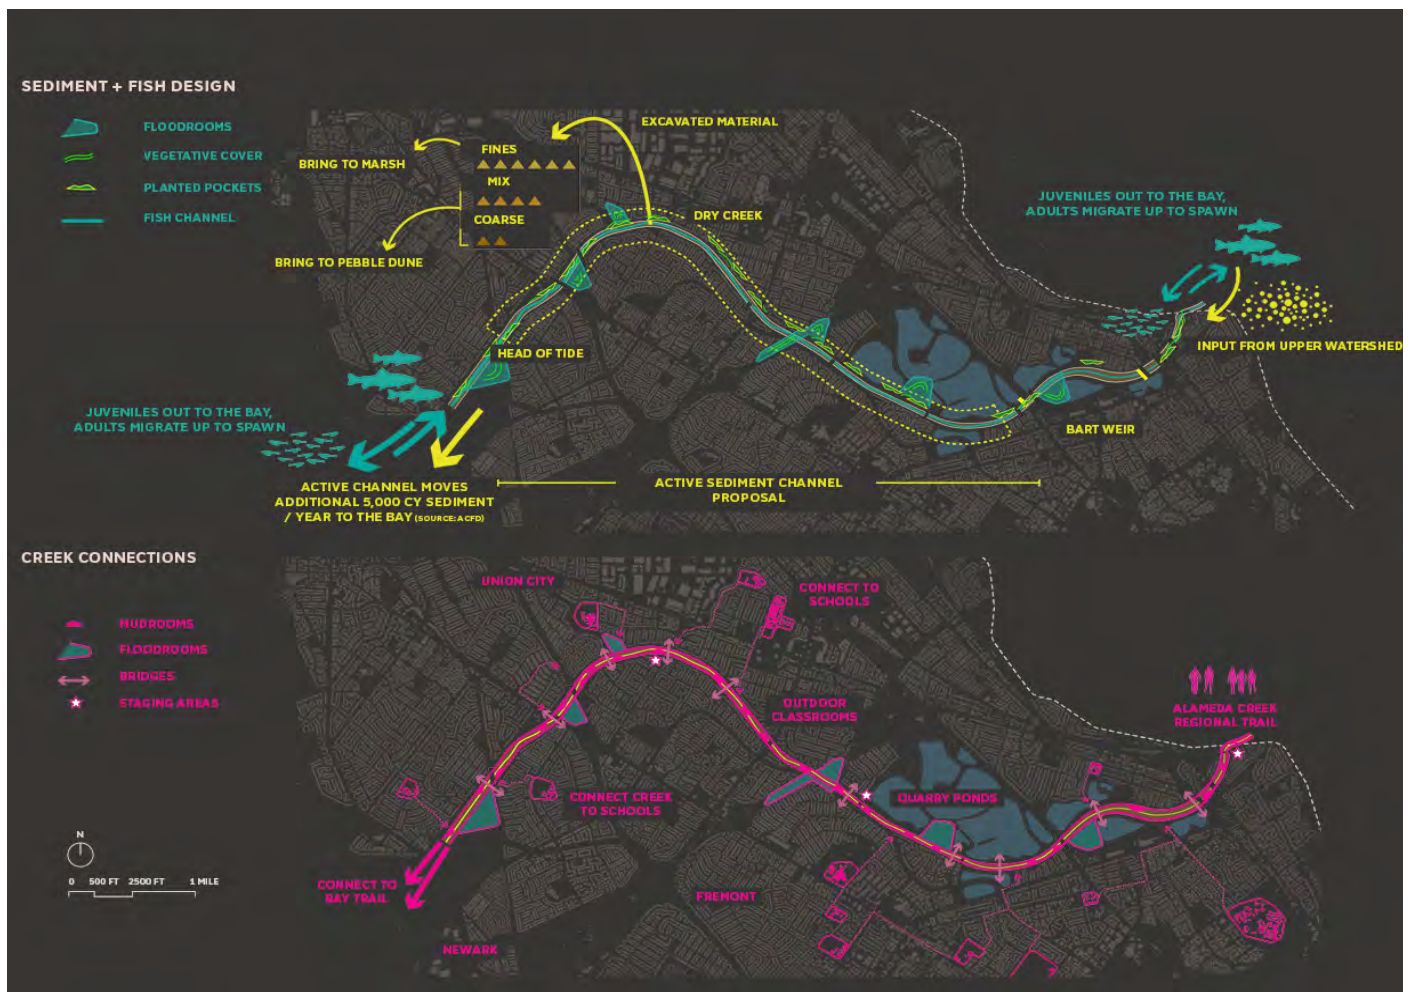 SEDIMENT + FISH DESIGN
FLOODROOMS
VEGETATIVE COVER
PLANTED POCKETS
FISH CHANNEL
EXCAVATED MATERIAL
FINES
BRING TO MARSH
MIX
COARSE
BRING TO PEBBLE DUNE
DRY CREEK
JUVENILES OUT TO THE BAY,
ADULTS MIGRATE UP TO SPAWN
INPUT FROM UPPER WATERSHED
HEAD OF TIDE
JUVENILES OUT TO THE BAY,
ADULTS MIGRATE UP TO SPAWN
BART WEIR
ACTIVE CHANNEL MOVES
ADDITIONAL 5,000 CY SEDIMENT
/ YEAR TO THE BAY (SOURCE: ACFD)
ACTIVE SEDIMENT CHANNEL
PROPOSAL
CREEK CONNECTIONS
MUDROOMS
FLOODROOMS
BRIDGES
STAGING AREAS
UNION CITY
CONNECT TO
SCHOOLS
OUTDOOR
CLASSROOMS
ALAMEDA CREEK
REGIONAL TRAIL
CONNECT CREEK
TO SCHOOLS
QUARRY PONDS
CONNECT TO
BAY TRAIL
FREMONT
NEWARK
N
0 500 FT 2500 FT 1 MILE